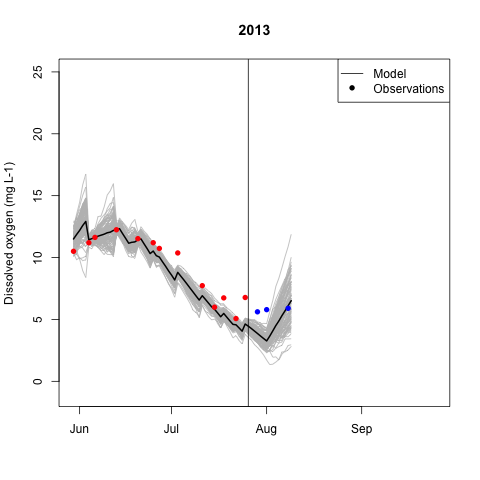 2013
Model
Observations
Dissolved oxygen (mg L-1)
25
20
15
10
5
0
Jun
Jul
Aug
Sep